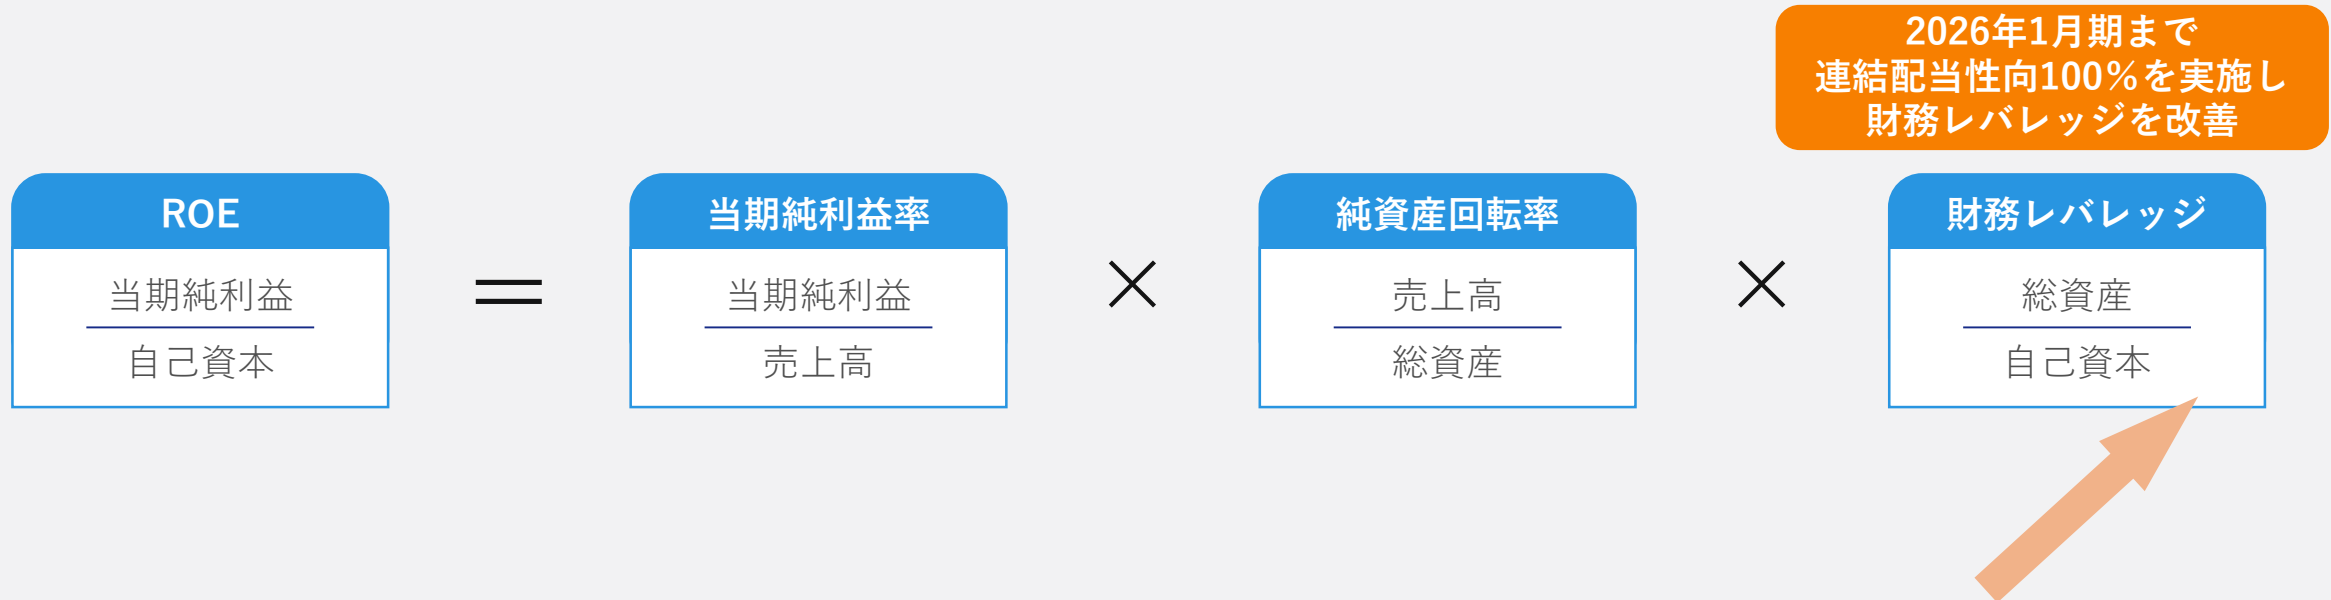 2026年1月期まで
連結配当性向100％を実施し
財務レバレッジを改善
ROE
当期純利益
自己資本
＝
当期純利益率
当期純利益
売上高
×
純資産回転率
売上高
総資産
×
財務レバレッジ
総資産
自己資本